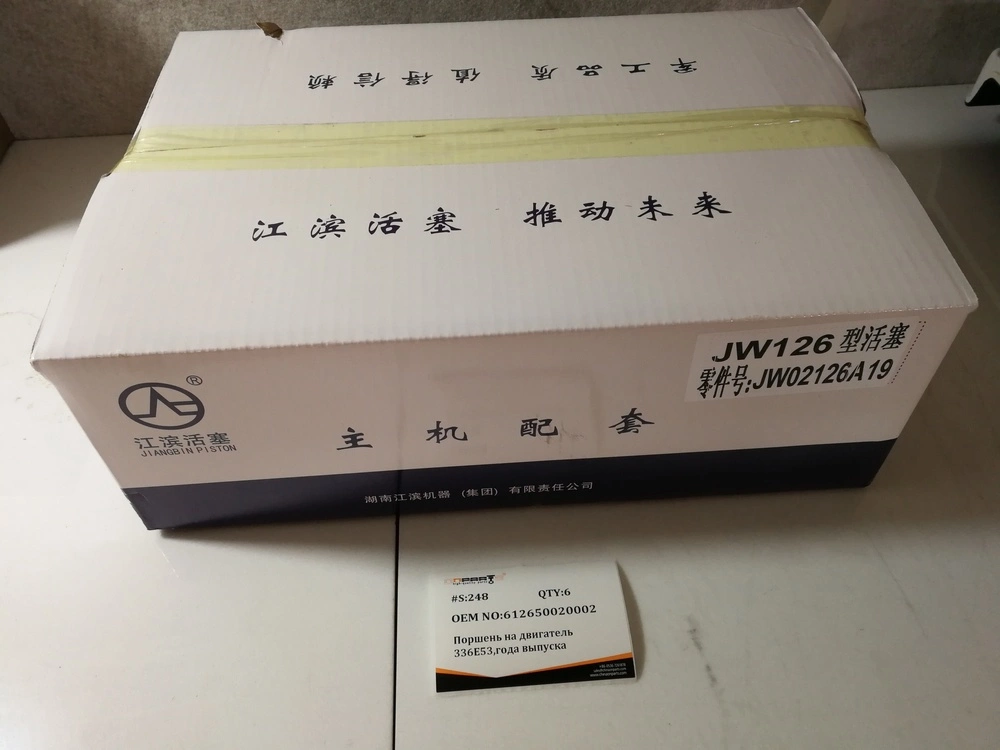 军工品质 值得信赖
江滨活塞 推动未来
JW126型活塞
零件号:JW02126A19
®
江滨活塞
JIANGBIN PISTON
主机配套
湖南江滨机器(集团)有限责任公司
#S:248 QTY:6
OEM NO:612650020002
Поршень на двигатель
336E53,года выпуска